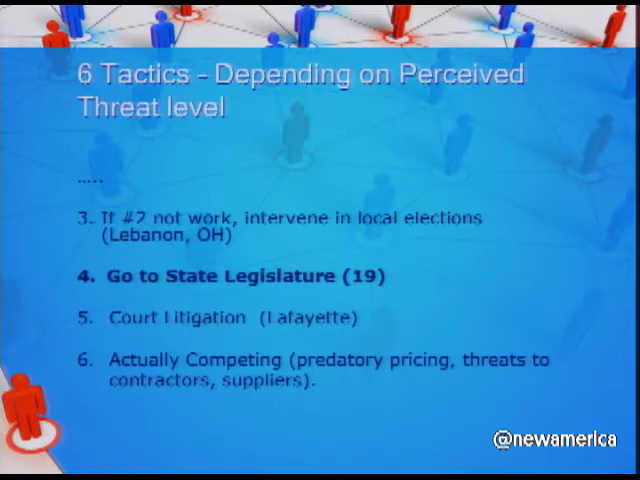 6 Tactics - Depending on Perceived
Threat level
.....
3. If #2 not work, intervene in local elections
(Lebanon, OH)
4. Go to State Legislature (19)
5. Court Litigation (Lafayette)
6. Actually Competing (predatory pricing, threats to
contractors, suppliers).
@newamerica